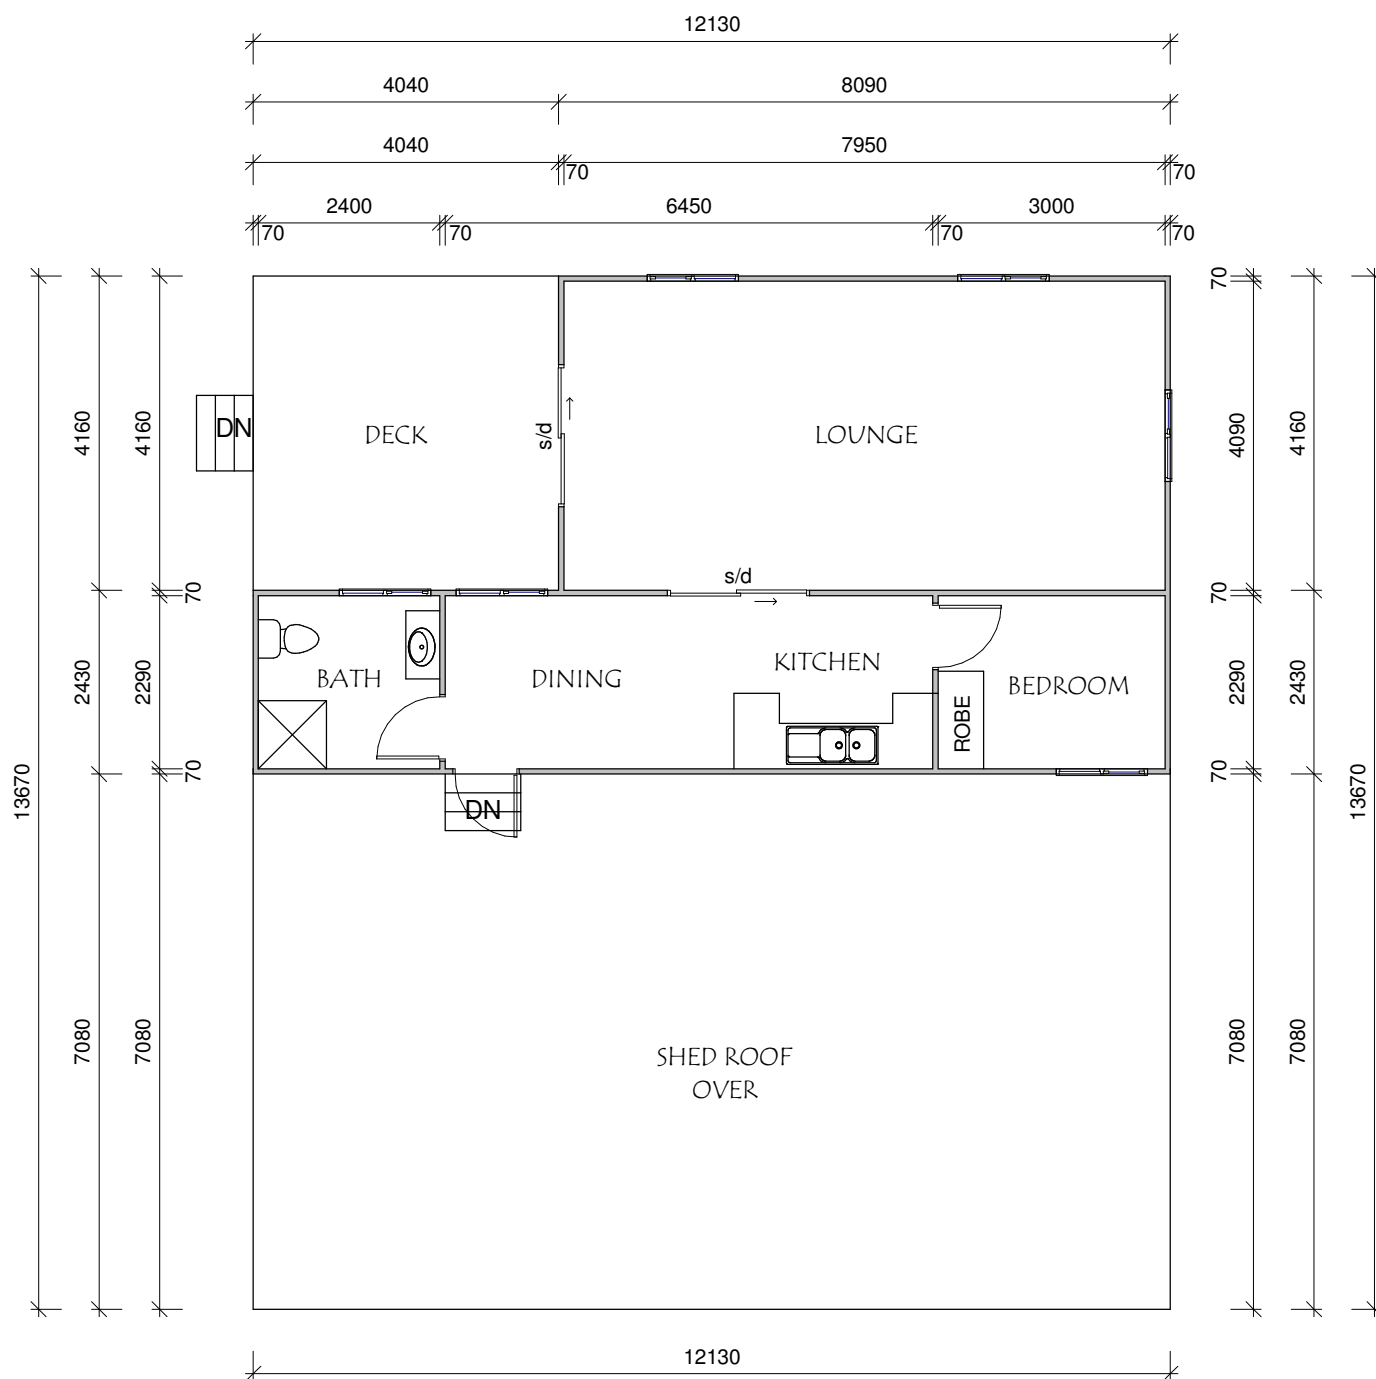 12130
4040 8090
4040 7950
70 70
2400 6450 3000
70 70 70 70
70
DN
DECK
s/d
LOUNGE
4160 4160 4090 4160
s/d
70 70
BATH
DINING
KITCHEN
BEDROOM
ROBE
2430 2290 2290 2430
70 70
13670 13670
DN
7080 7080 7080 7080
SHED ROOF
OVER
12130